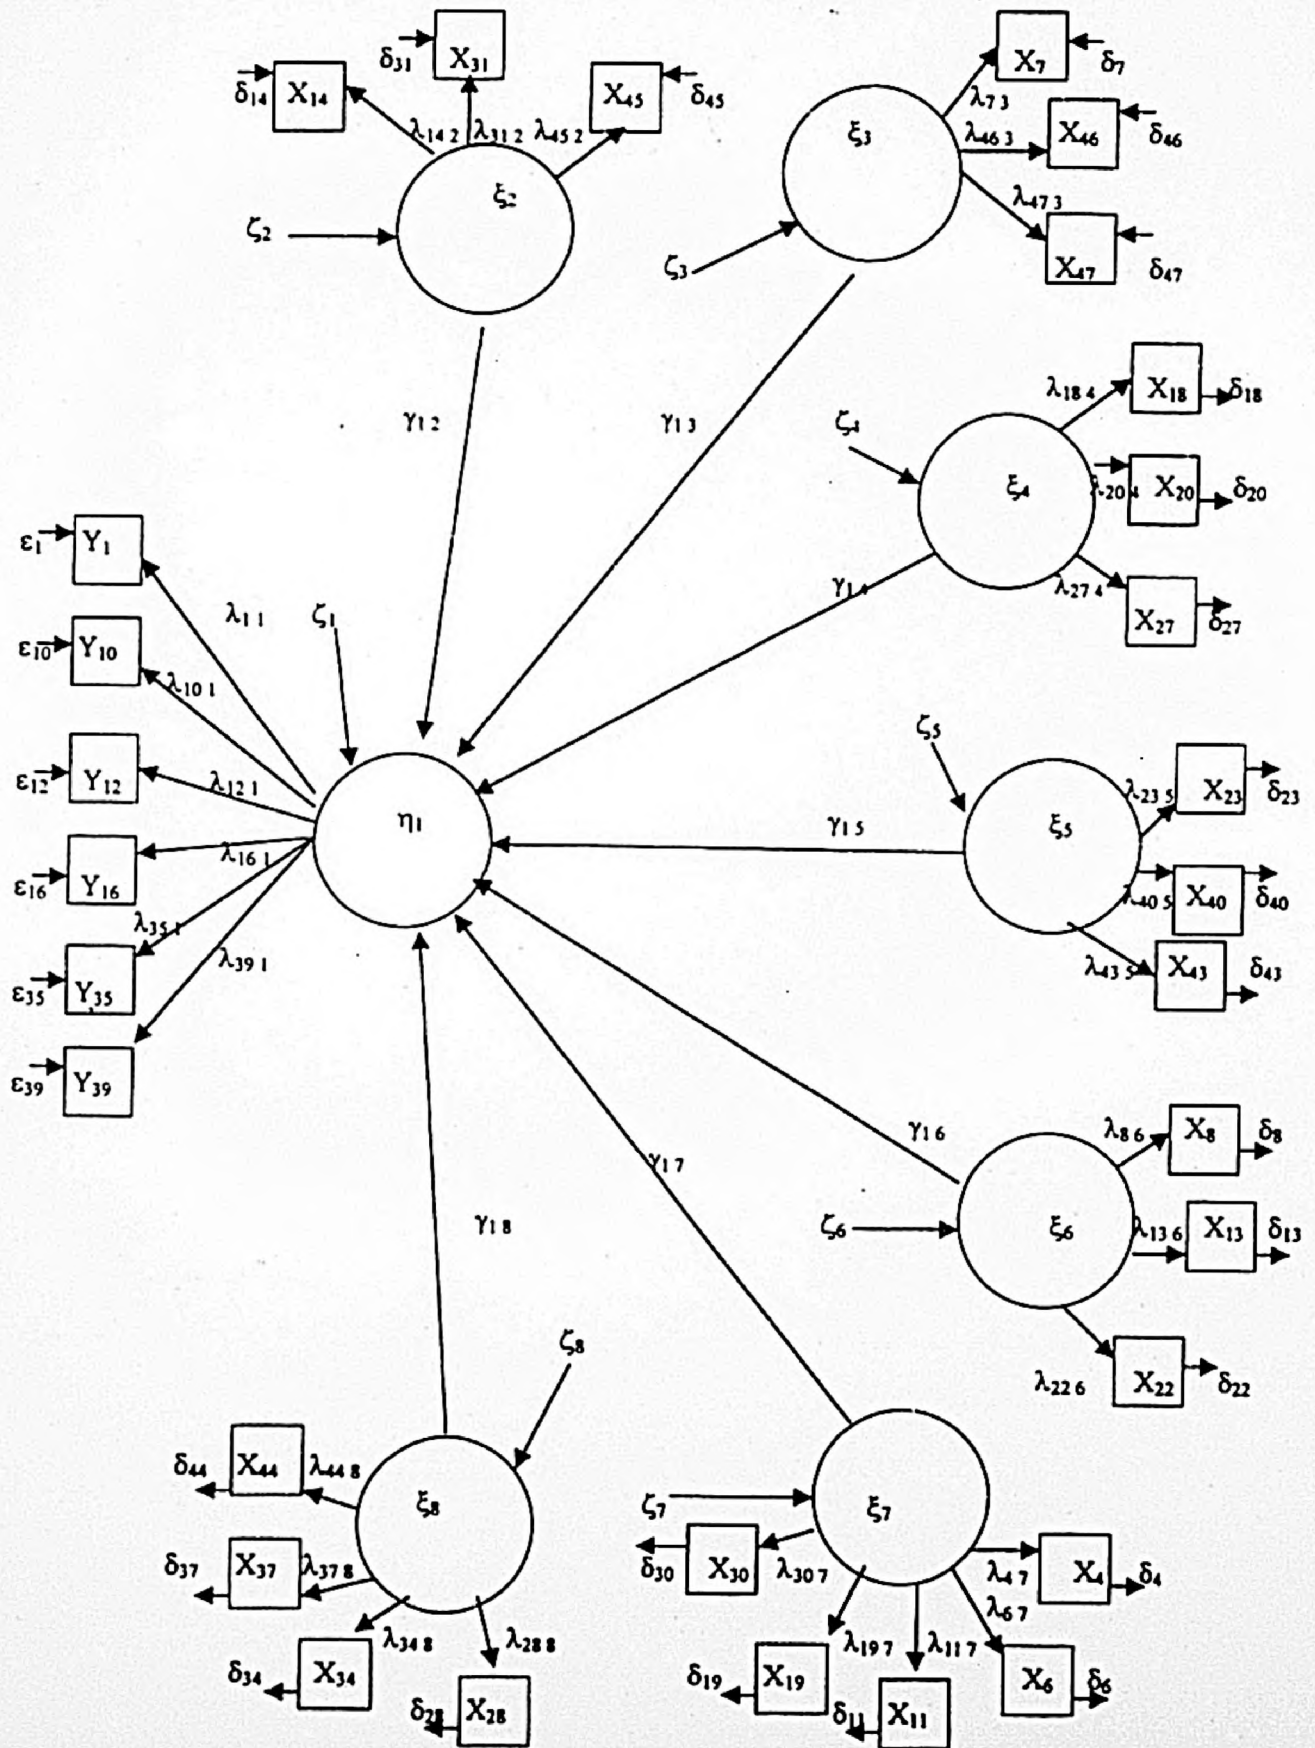 δ14 X14
δ31 X31
X45 δ45
λ14 2 λ31 2 λ45 2
ξ2
ζ2
X7 δ7
λ7 3
ξ3
λ46 3 X46 δ46
λ47 3
X47 δ47
ζ3
γ1 2
γ1 3
λ18 4 X18 δ18
ζ4
ξ4
λ20 4 X20 δ20
λ27 4 X27 δ27
γ1 4
ε1 Y1
λ1 1
ζ1
ε10 Y10
λ10 1
ε12 Y12
λ12 1
ε16 Y16
λ16 1
ε35 Y35
λ35 1
ε39 Y39
λ39 1
η1
ζ5
λ23 5 X23 δ23
ξ5
γ1 5
λ40 5 X40 δ40
λ43 5 X43 δ43
γ1 6
λ8 6 X8 δ8
ζ6
ξ6
λ13 6 X13 δ13
λ22 6 X22 δ22
γ1 7
γ1 8
ζ8
δ44 X44 λ44 8
ξ8
δ37 X37 λ37 8
δ34 X34 λ34 8
δ28 X28 λ28 8
ζ7
ξ7
δ30 X30 λ30 7
λ4 7 X4 δ4
λ6 7
δ19 X19 λ19 7
δ11 X11 λ11 7
X6 δ6